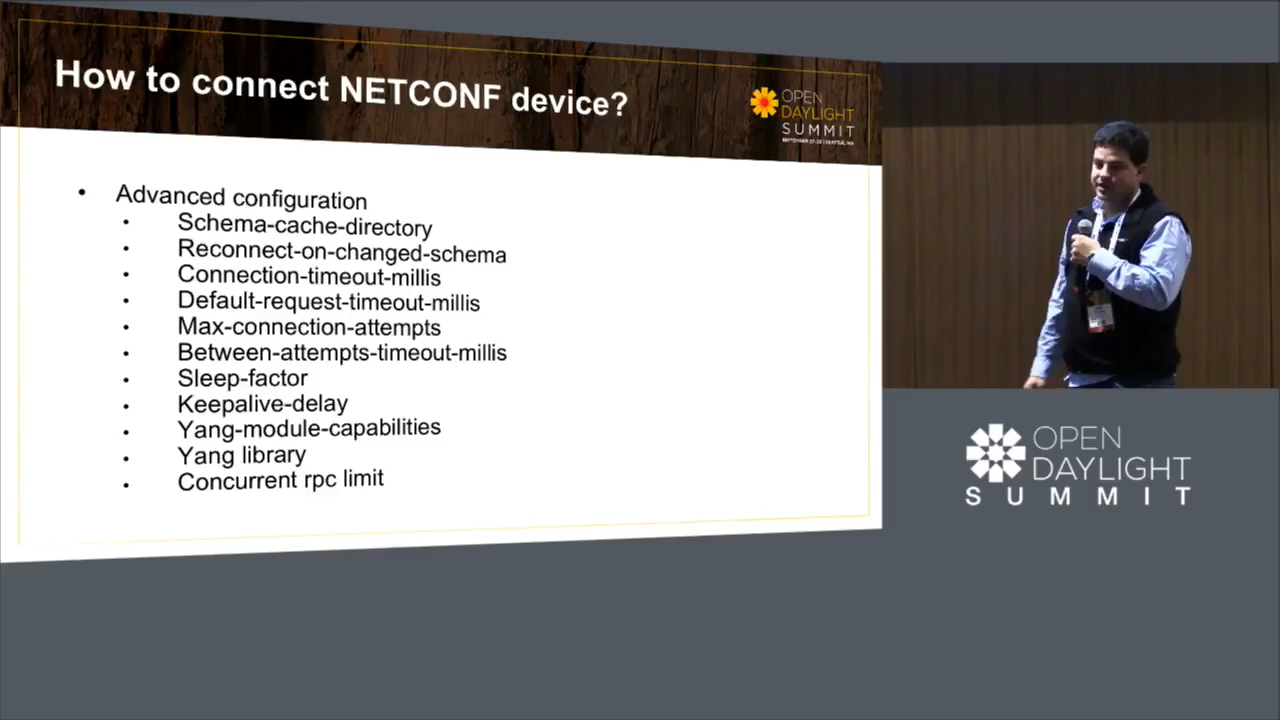 How to connect NETCONF device?
OPEN
DAYLIGHT
SUMMIT
• Advanced configuration
• Schema-cache-directory
• Reconnect-on-changed-schema
• Connection-timeout-millis
• Default-request-timeout-millis
• Max-connection-attempts
• Between-attempts-timeout-millis
• Sleep-factor
• Keepalive-delay
• Yang-module-capabilities
• Yang library
• Concurrent rpc limit
OPEN
DAYLIGHT
SUMMIT